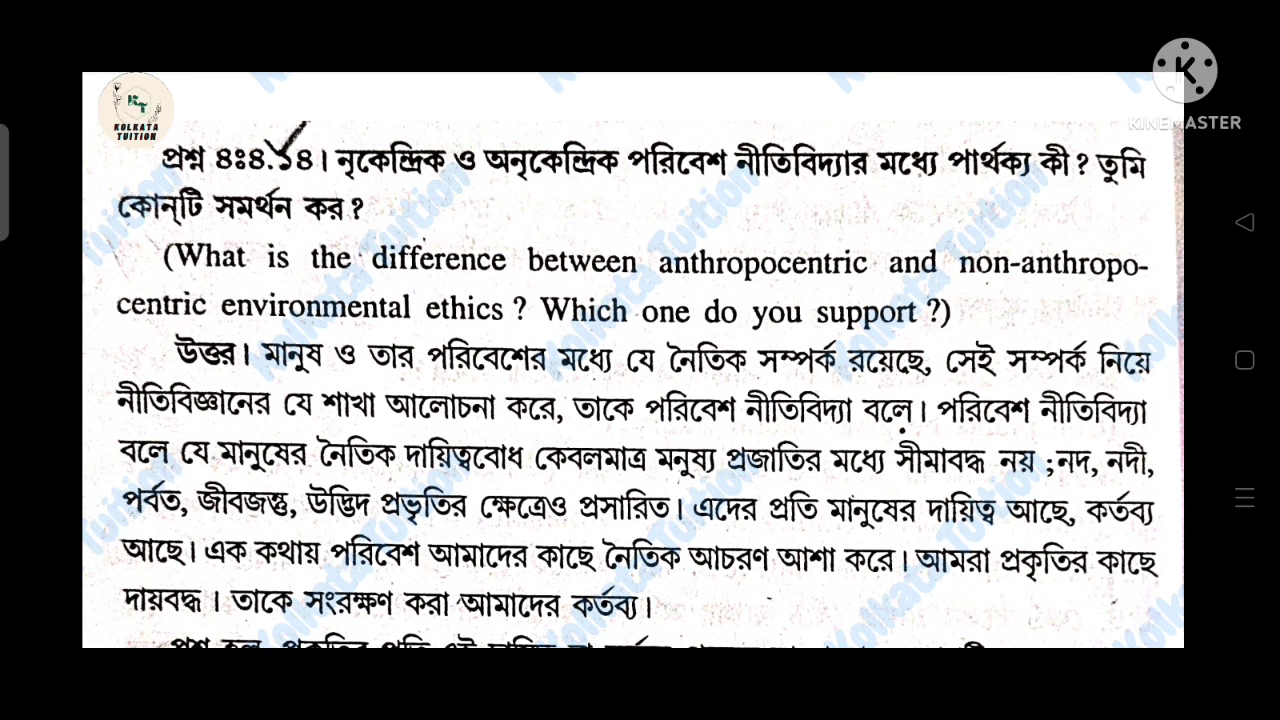 KOLKATA
TUITION
KINEMASTER
প্রশ্ন ৪ঃ৪.১৪। নৃকেন্দ্রিক ও অনৃকেন্দ্রিক পরিবেশ নীতিবিদ্যার মধ্যে পার্থক্য কী? তুমি
কোন্‌টি সমর্থন কর?
(What is the difference between anthropocentric and non-anthropo-
centric environmental ethics ? Which one do you support ?)
উত্তর। মানুষ ও তার পরিবেশের মধ্যে যে নৈতিক সম্পর্ক রয়েছে, সেই সম্পর্ক নিয়ে
নীতিবিজ্ঞানের যে শাখা আলোচনা করে, তাকে পরিবেশ নীতিবিদ্যা বলে। পরিবেশ নীতিবিদ্যা
বলে যে মানুষের নৈতিক দায়িত্ববোধ কেবলমাত্র মনুষ্য প্রজাতির মধ্যে সীমাবদ্ধ নয় ; নদ, নদী,
পর্বত, জীবজন্তু, উদ্ভিদ প্রভৃতির ক্ষেত্রেও প্রসারিত। এদের প্রতি মানুষের দায়িত্ব আছে, কর্তব্য
আছে। এক কথায় পরিবেশ আমাদের কাছে নৈতিক আচরণ আশা করে। আমরা প্রকৃতির কাছে
দায়বদ্ধ । তাকে সংরক্ষণ করা আমাদের কর্তব্য।